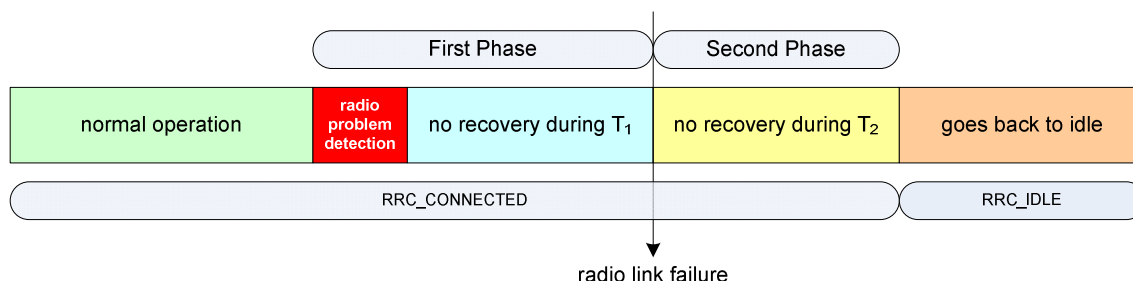 First Phase
Second Phase
normal operation
radio
problem
detection
no recovery during T₁
no recovery during T₂
goes back to idle
RRC_CONNECTED
RRC_IDLE
radio link failure